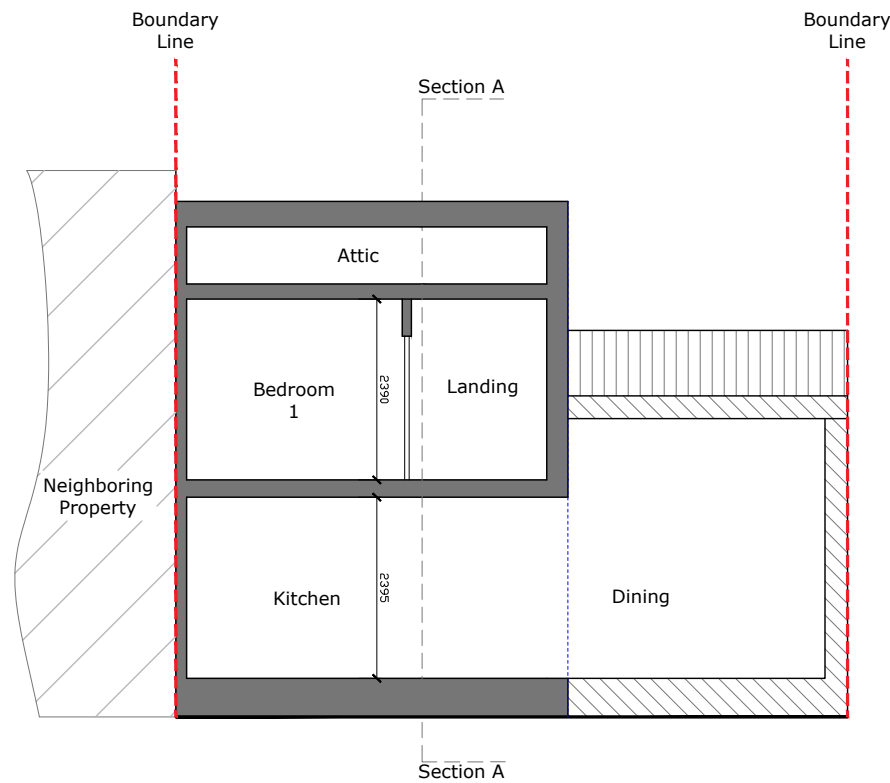 Boundary
Line
Boundary
Line
Section A
Attic
Bedroom
1
2390
Landing
Neighboring
Property
Kitchen
2395
Dining
Section A